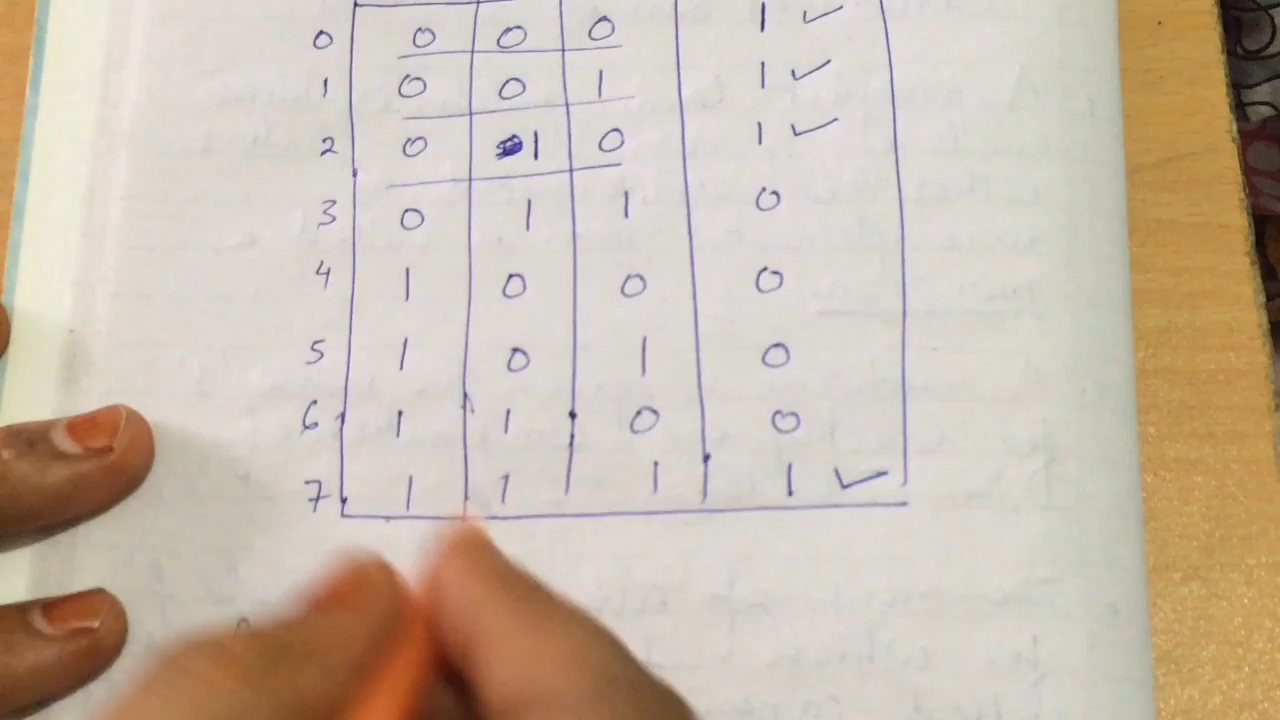 0 0 0 0 1 ✓
1 0 0 1 1 ✓
2 0 1 0 1 ✓
3 0 1 1 0
4 1 0 0 0
5 1 0 1 0
6 1 1 0 0
7 1 1 1 1 ✓